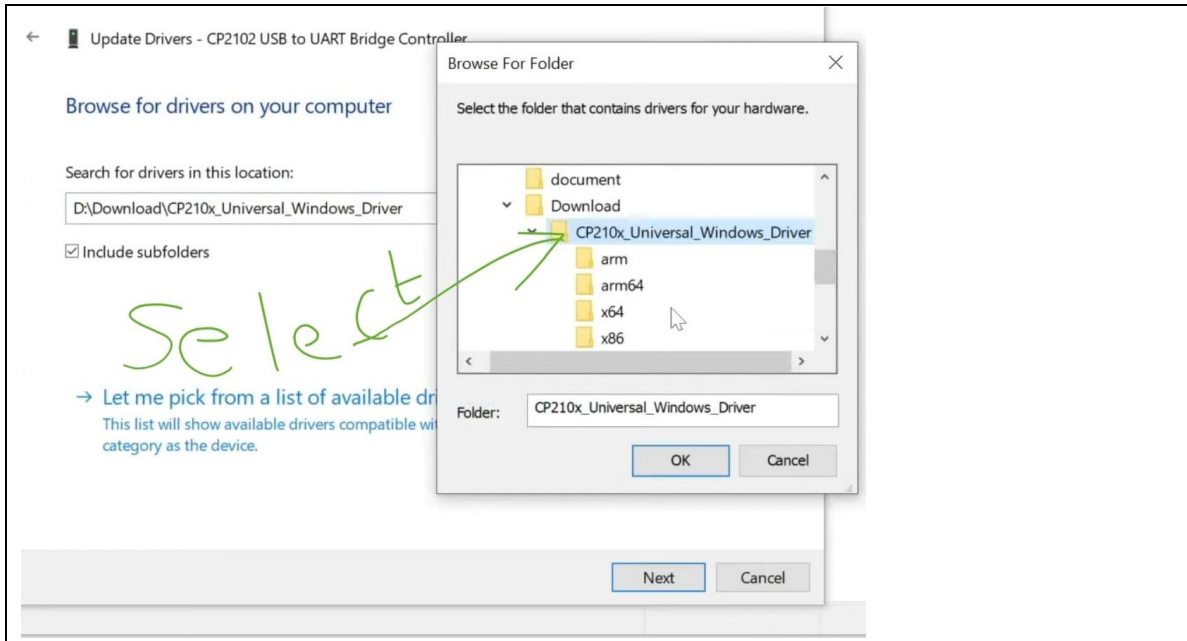 Update Drivers - CP2102 USB to UART Bridge Controller
Browse for drivers on your computer
Search for drivers in this location:
D:\Download\CP210x_Universal_Windows_Driver
Include subfolders
Select
Let me pick from a list of available dri
This list will show available drivers compatible wit
category as the device.
Next
Cancel
Browse For Folder
Select the folder that contains drivers for your hardware.
document
Download
CP210x_Universal_Windows_Driver
arm
arm64
x64
x86
Folder: CP210x_Universal_Windows_Driver
OK
Cancel